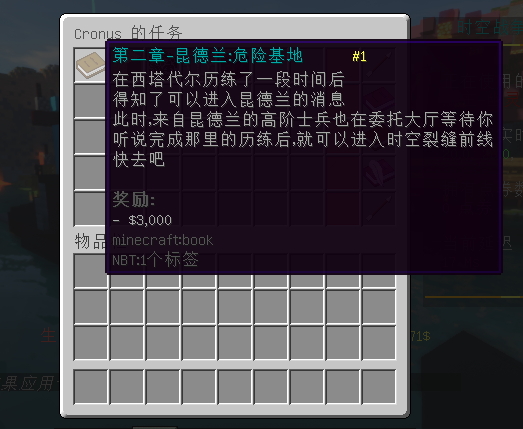 Cronus 的任务
第二章-昆德兰:危险基地 #1
在西塔代尔历练了一段时间后
得知了可以进入昆德兰的消息
此时,来自昆德兰的高阶士兵也在委托大厅等待你
听说完成那里的历练后,就可以进入时空裂缝前线
快去吧
奖励:
- $3,000
minecraft:book
NBT:1个标签
物品
71$
果应用